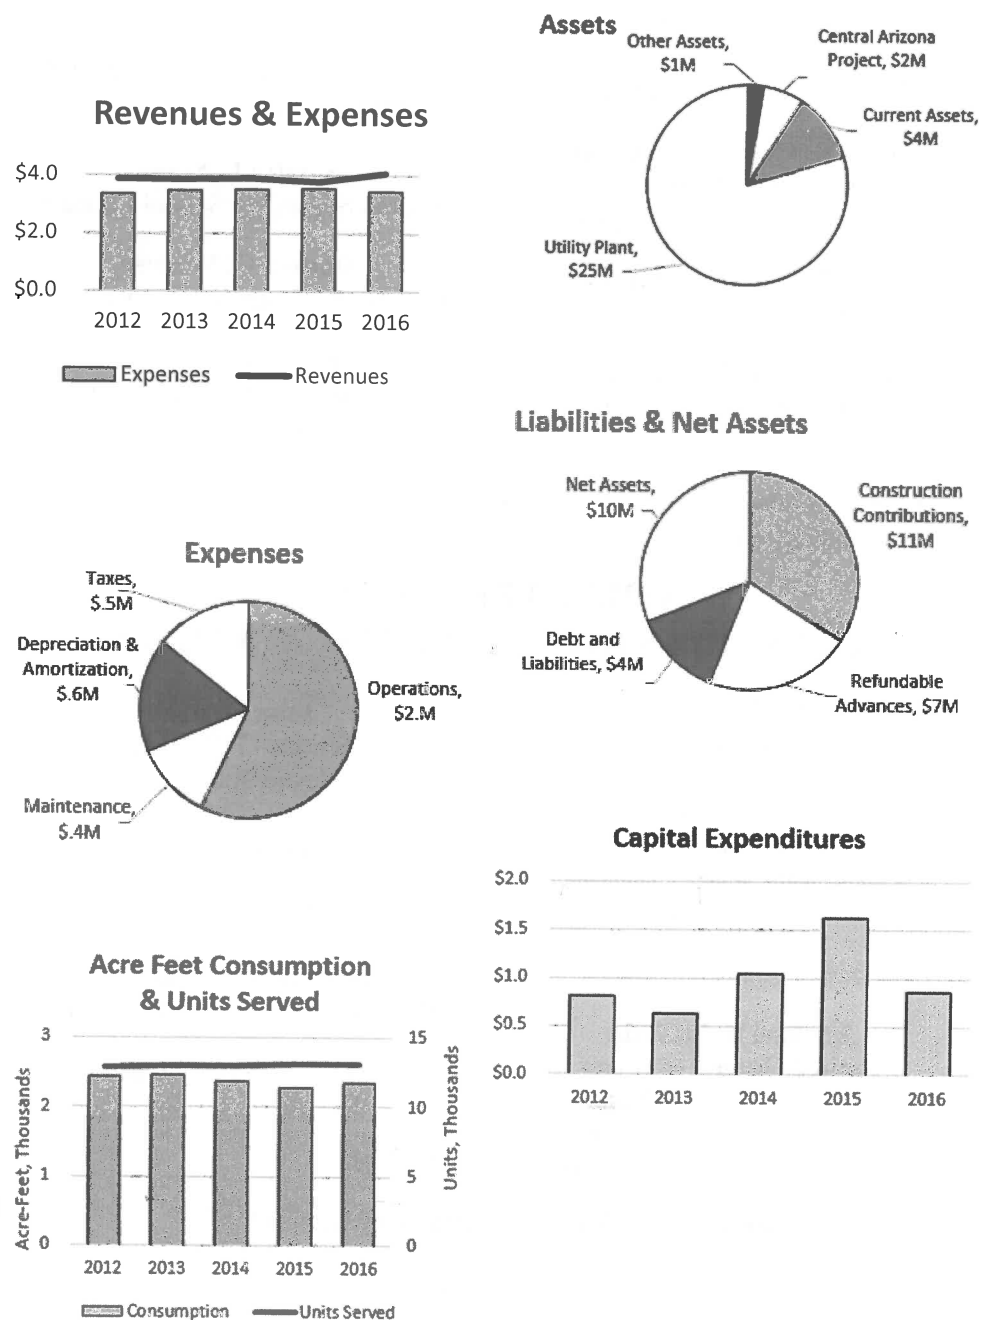 Assets
Other Assets,
$1M
Central Arizona
Project, $2M
Current Assets,
$4M
Utility Plant,
$25M
Revenues & Expenses
$4.0
$2.0
$0.0
2012 2013 2014 2015 2016
Expenses Revenues
Liabilities & Net Assets
Net Assets,
$10M
Construction
Contributions,
$11M
Debt and
Liabilities, $4M
Refundable
Advances, $7M
Expenses
Taxes,
$.5M
Depreciation &
Amortization,
$.6M
Operations,
$2.M
Maintenance,
$.4M
Capital Expenditures
$2.0
$1.5
$1.0
$0.5
$0.0
2012 2013 2014 2015 2016
Acre Feet Consumption
& Units Served
Acre-Feet, Thousands
3
2
1
0
15
10
5
0
Units, Thousands
2012 2013 2014 2015 2016
Consumption Units Served